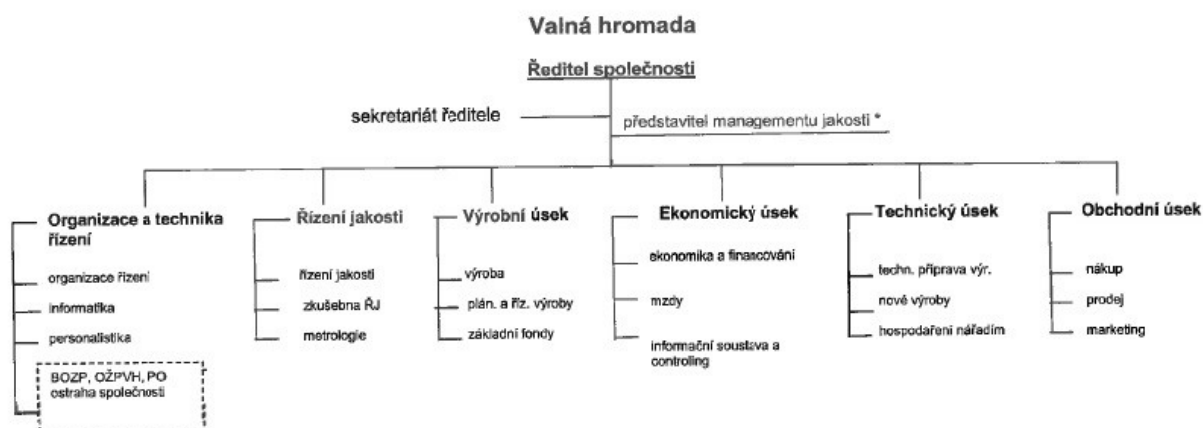 Valná hromada
Ředitel společnosti
sekretariát ředitele
představitel managementu jakosti *
Organizace a technika
řízení
organizace řízení
informatika
personalistika
BOZP, OŽPVH, PO
ostraha společnosti
Řízení jakosti
řízení jakosti
zkušebna ŘJ
metrologie
Výrobní úsek
výroba
plán. a říz. výroby
základní fondy
Ekonomický úsek
ekonomika a financování
mzdy
informační soustava a
controling
Technický úsek
techn. příprava výr.
nové výroby
hospodaření nářadím
Obchodní úsek
nákup
prodej
marketing